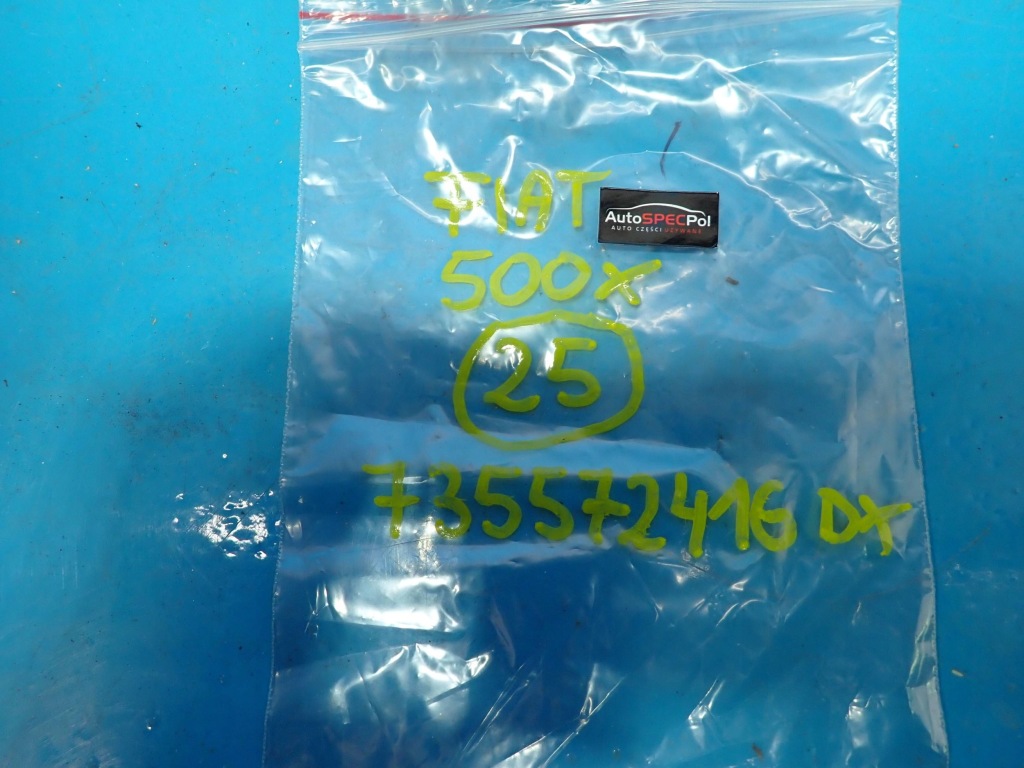 FIAT
AutoSPECPol
AUTO CZĘŚCI UŻYWANE
500X
25
735572416 DX